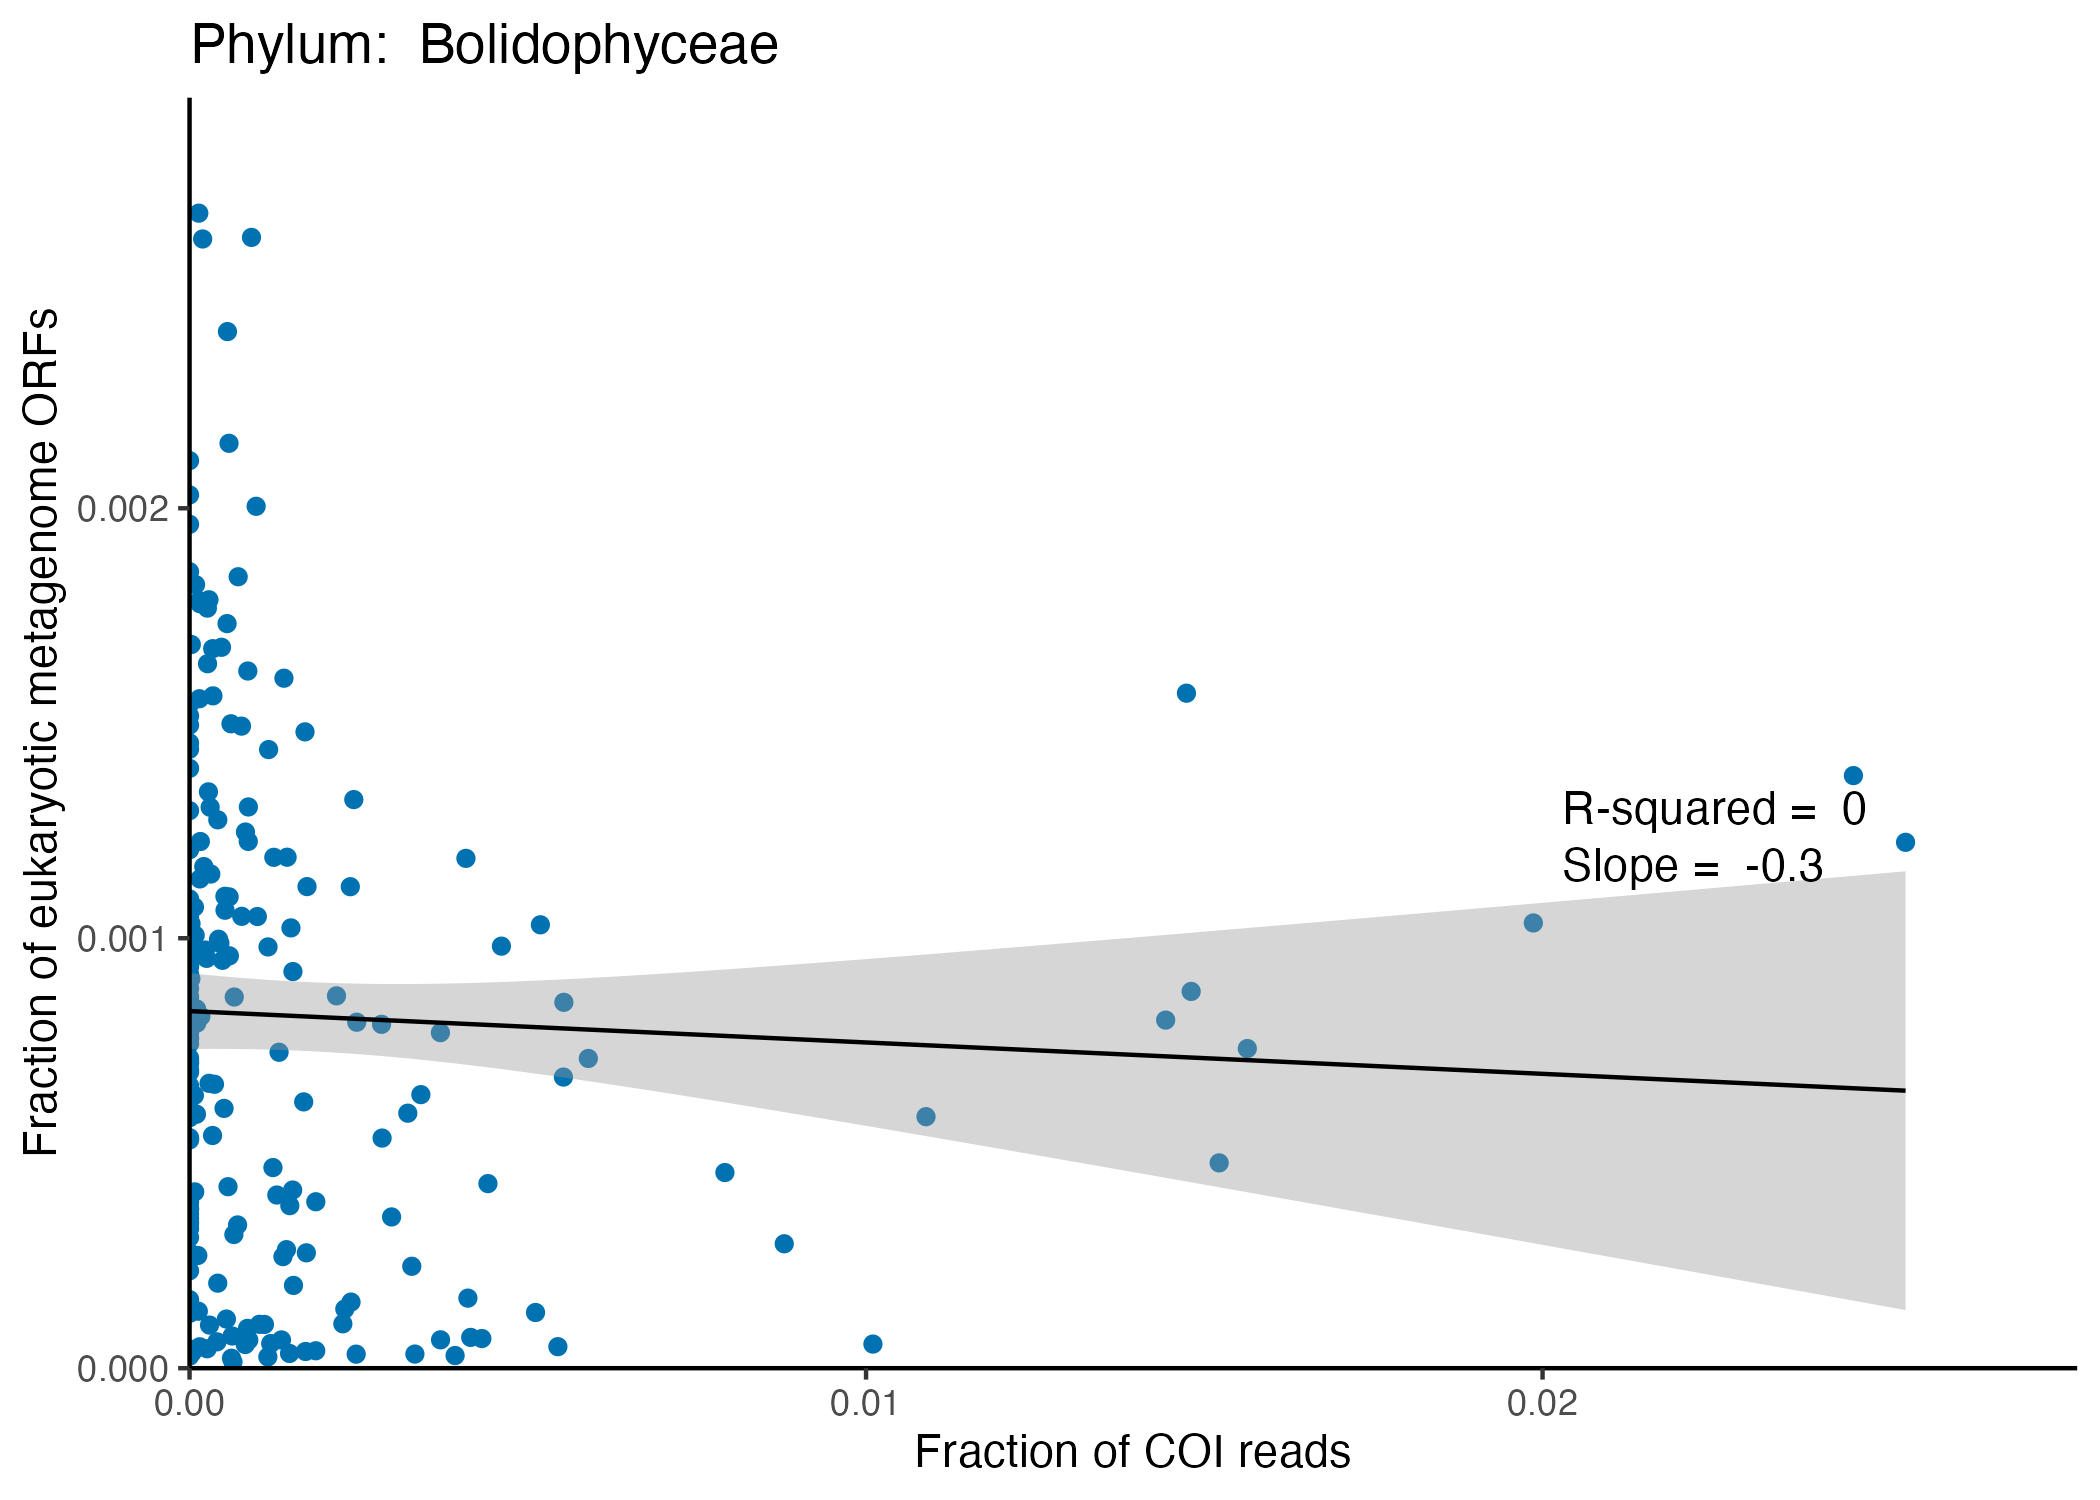 Phylum:  Bolidophyceae
Fraction of eukaryotic metagenome ORFs
0.002
0.001
0.000
R-squared =  0
Slope =  -0.3
0.00
0.01
0.02
Fraction of COI reads